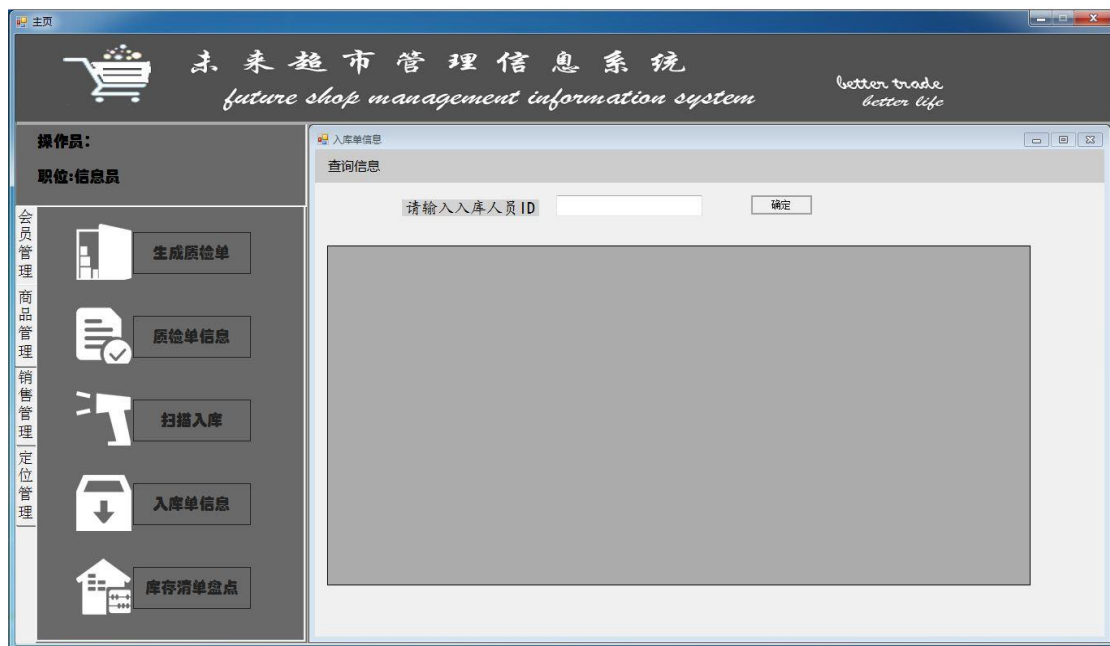 主页
未来超市管理信息系统
future shop management information system
better trade
better life
操作员：
职位:信息员
入库单信息
查询信息
请输入入库人员ID
确定
会员管理
商品管理
销售管理
定位管理
生成质检单
质检单信息
扫描入库
入库单信息
库存清单盘点